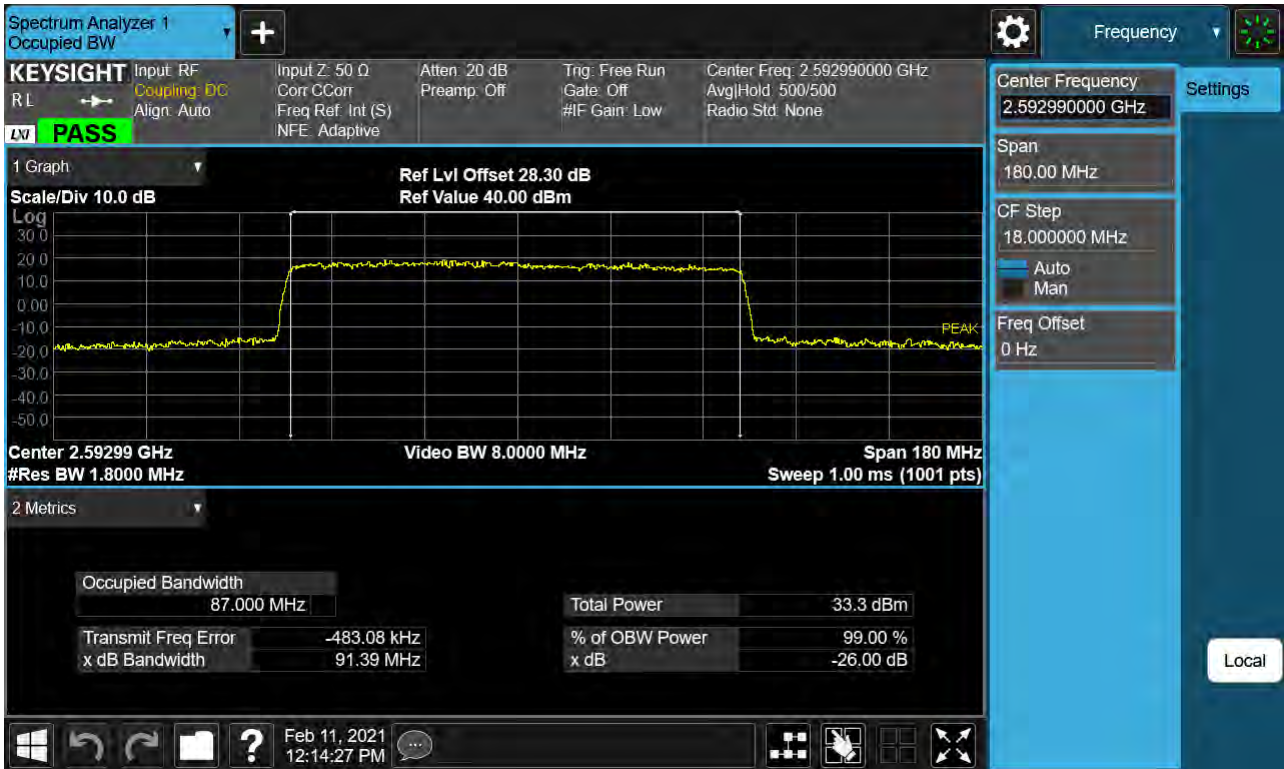 Spectrum Analyzer 1
Occupied BW
Frequency
KEYSIGHT
RL
LXI
PASS
Input: RF
Coupling: DC
Align: Auto
Input Z: 50 Ω
Corr CCorr
Freq Ref: Int (S)
NFE: Adaptive
Atten: 20 dB
Preamp: Off
Trig: Free Run
Gate: Off
#IF Gain: Low
Center Freq: 2.592990000 GHz
Avg|Hold: 500/500
Radio Std: None
Center Frequency
2.592990000 GHz
Settings
Span
180.00 MHz
CF Step
18.000000 MHz
Auto
Man
Freq Offset
0 Hz
Local
1 Graph
Scale/Div 10.0 dB
Ref Lvl Offset 28.30 dB
Ref Value 40.00 dBm
Log
30.0
20.0
10.0
0.00
-10.0
-20.0
-30.0
-40.0
-50.0
PEAK
Center 2.59299 GHz
#Res BW 1.8000 MHz
Video BW 8.0000 MHz
Span 180 MHz
Sweep 1.00 ms (1001 pts)
2 Metrics
Occupied Bandwidth
87.000 MHz
Total Power 33.3 dBm
Transmit Freq Error -483.08 kHz
% of OBW Power 99.00 %
x dB Bandwidth 91.39 MHz
x dB -26.00 dB
?
Feb 11, 2021
12:14:27 PM